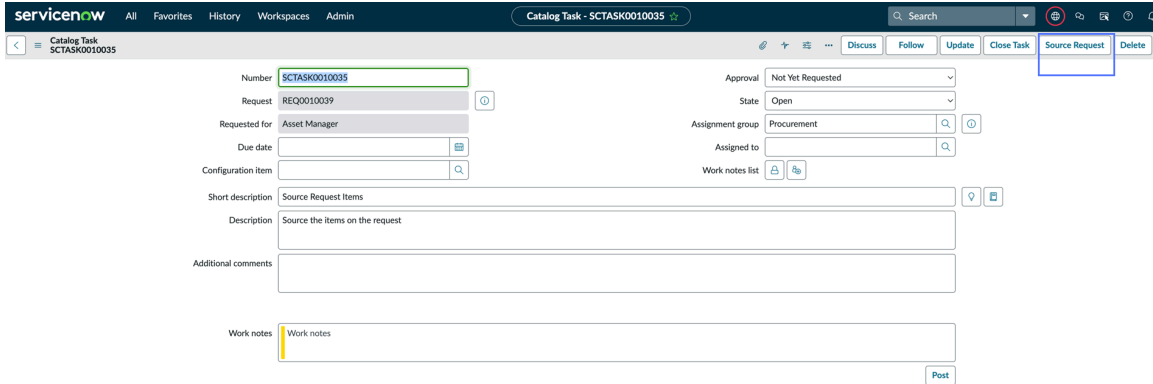 servicenow All Favorites History Workspaces Admin Catalog Task - SCTASK0010035 Search
Catalog Task
SCTASK0010035
Discuss Follow Update Close Task Source Request Delete
Number SCTASK0010035 Approval Not Yet Requested
Request REQ0010039 State Open
Requested for Asset Manager Assignment group Procurement
Due date Assigned to
Configuration item Work notes list
Short description Source Request Items
Description Source the items on the request
Additional comments
Work notes Work notes
Post